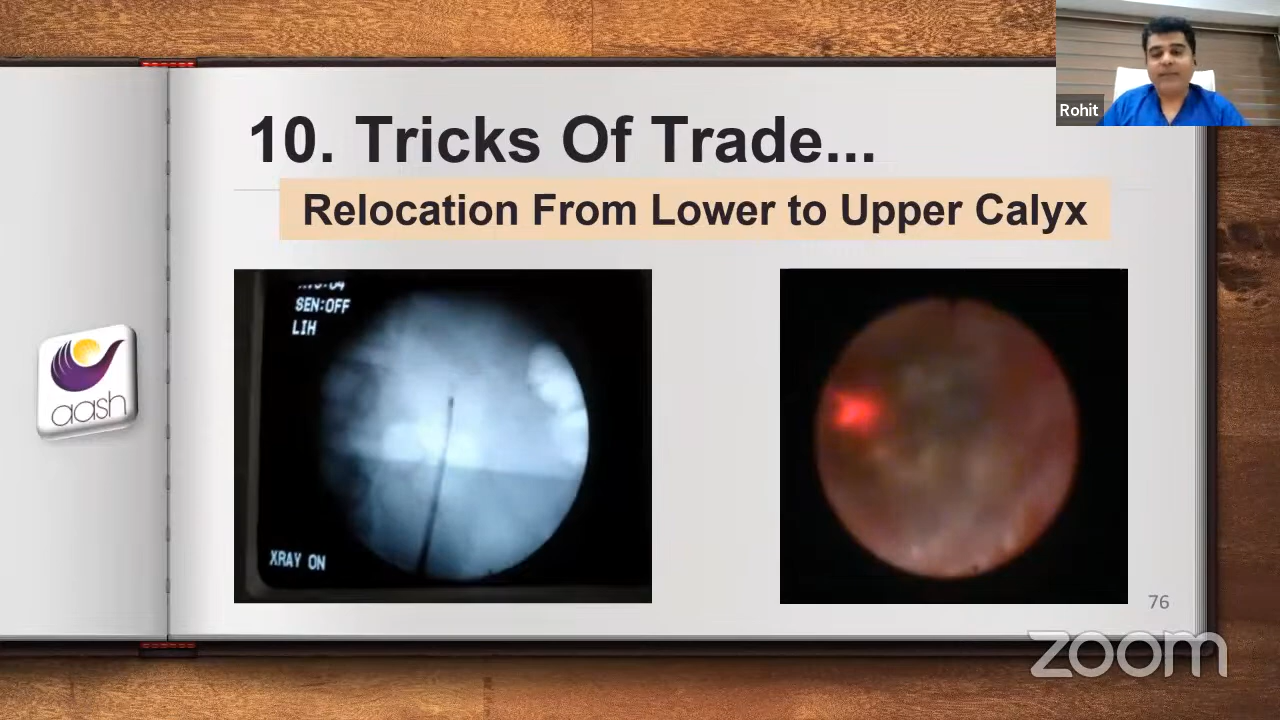 10. Tricks Of Trade...
Relocation From Lower to Upper Calyx
Rohit
SEN:OFF
LIH
XRAY ON
aash
76
zoom